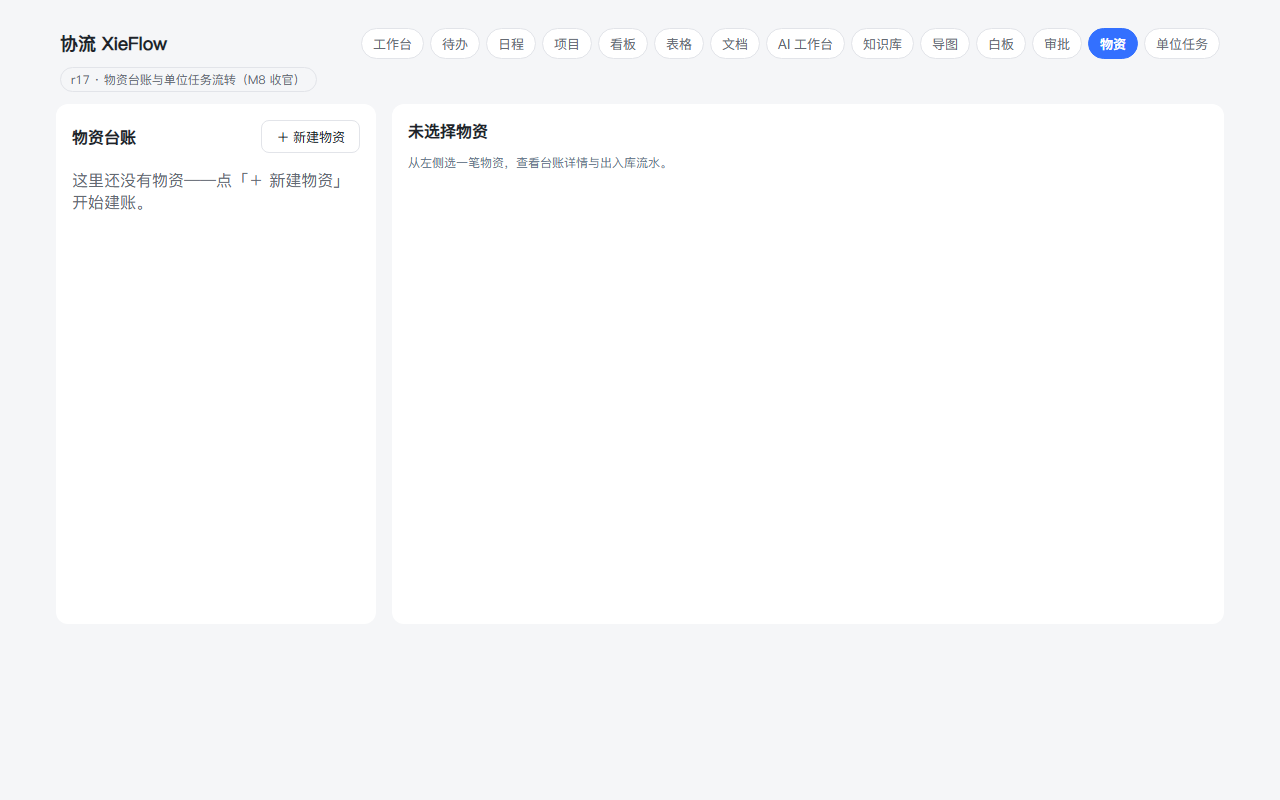 协流 XieFlow
工作台
待办
日程
项目
看板
表格
文档
AI 工作台
知识库
导图
白板
审批
物资
单位任务
r17 · 物资台账与单位任务流转（M8 收官）
物资台账
＋ 新建物资
这里还没有物资——点「＋ 新建物资」
开始建账。
未选择物资
从左侧选一笔物资，查看台账详情与出入库流水。